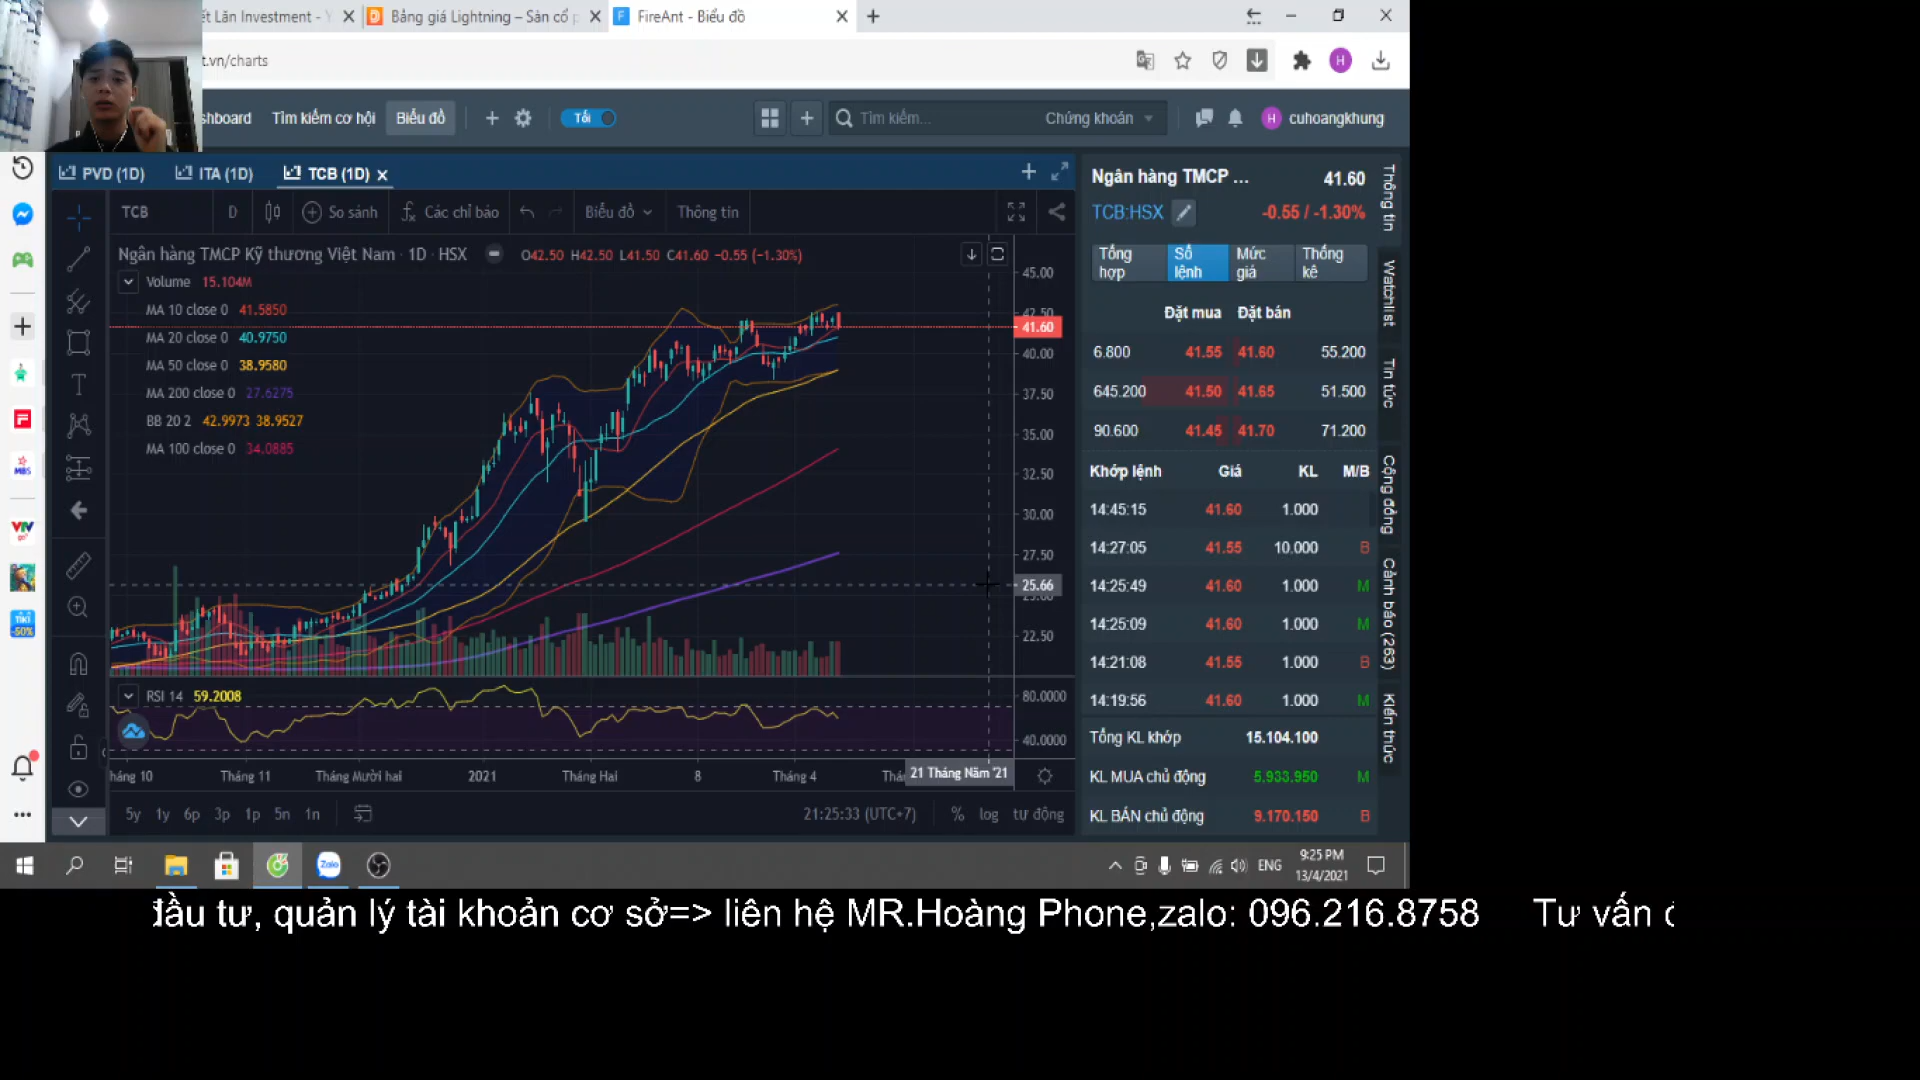 ết Lãn Investment - Y
Bảng giá Lightning – Sàn cổ p
FireAnt - Biểu đồ
t.vn/charts
H
shboard
Tìm kiếm cơ hội
Biểu đồ
Tối
Tìm kiếm...
Chứng khoán
H
cuhoangkhung
PVD (1D)
ITA (1D)
TCB (1D)
TCB
D
So sánh
Các chỉ báo
Biểu đồ
Thông tin
Ngân hàng TMCP Kỹ thương Việt Nam · 1D · HSX
O42.50 H42.50 L41.50 C41.60 -0.55 (-1.30%)
Volume 15.104M
MA 10 close 0 41.5850
MA 20 close 0 40.9750
MA 50 close 0 38.9580
MA 200 close 0 27.6275
BB 20 2 42.9973 38.9527
MA 100 close 0 34.0885
45.00
42.50
41.60
40.00
37.50
35.00
32.50
30.00
27.50
25.66
25.00
22.50
RSI 14 59.2008
80.0000
40.0000
háng 10
Tháng 11
Tháng Mười hai
2021
Tháng Hai
8
Tháng 4
Thá
21 Tháng Năm '21
5y 1y 6p 3p 1p 5n 1n
21:25:33 (UTC+7)
% log tự động
Ngân hàng TMCP ... 41.60
TCB:HSX -0.55 / -1.30%
Tổng hợp
Sổ lệnh
Mức giá
Thống kê
Đặt mua Đặt bán
6.800 41.55 41.60 55.200
645.200 41.50 41.65 51.500
90.600 41.45 41.70 71.200
Khớp lệnh Giá KL M/B
14:45:15 41.60 1.000
14:27:05 41.55 10.000 B
14:25:49 41.60 1.000 M
14:25:09 41.60 1.000 M
14:21:08 41.55 1.000 B
14:19:56 41.60 1.000 M
Tổng KL khớp 15.104.100
KL MUA chủ động 5.933.950 M
KL BÁN chủ động 9.170.150 B
Thông tin
Watchlist
Tin tức
Cộng đồng
Cảnh báo (263)
Kiến thức
MBS
VTV
go
TIKI
-50%
Zalo
ENG
9:25 PM
13/4/2021
đầu tư, quản lý tài khoản cơ sở=> liên hệ MR.Hoàng Phone,zalo: 096.216.8758 Tư vấn